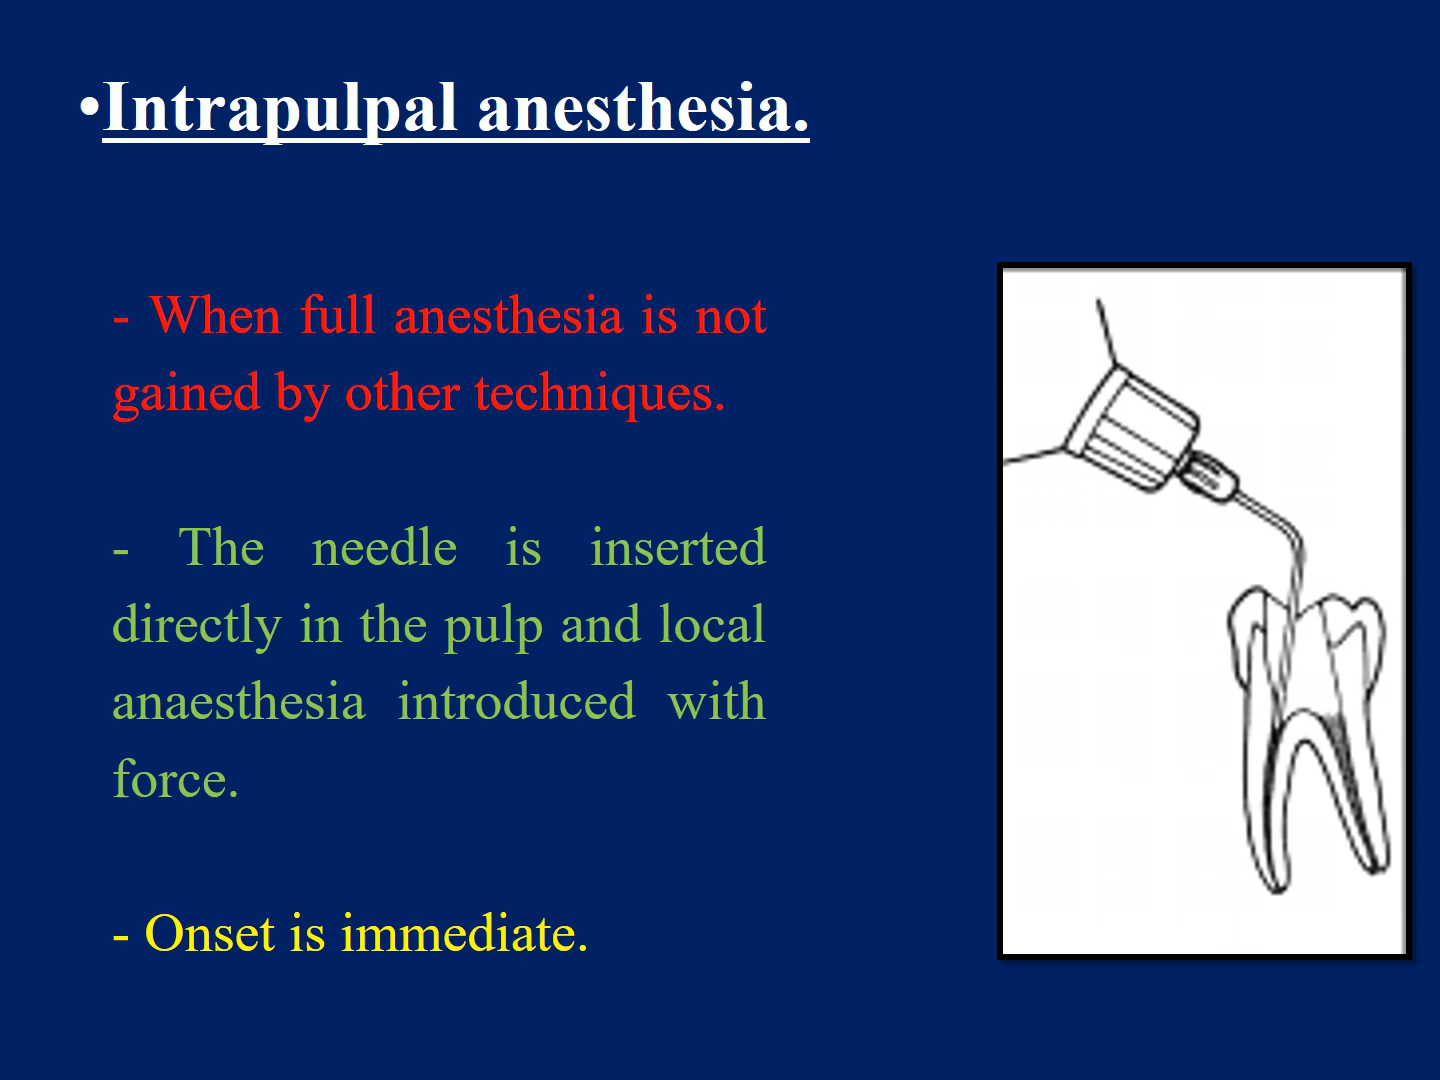 •Intrapulpal anesthesia.
- When full anesthesia is not
gained by other techniques.
- The needle is inserted
directly in the pulp and local
anaesthesia introduced with
force.
- Onset is immediate.